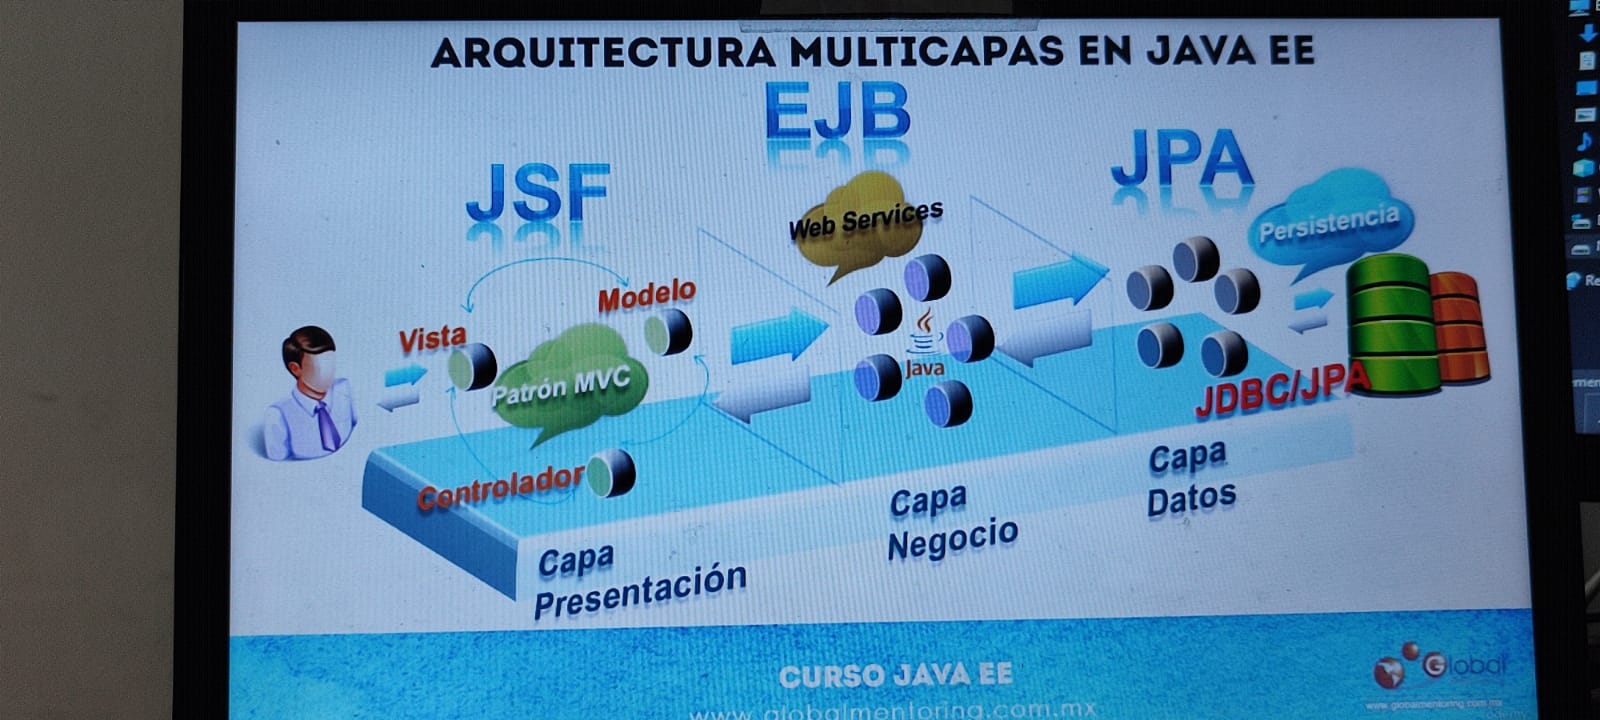 ARQUITECTURA MULTICAPAS EN JAVA EE
EJB
JSF
JPA
Web Services
Persistencia
Modelo
Vista
Patrón MVC
Java
JDBC/JPA
Controlador
Capa
Datos
Capa
Negocio
Capa
Presentación
CURSO JAVA EE
www.globalmentoring.com.mx
Global
www.globalmentoring.com.mx